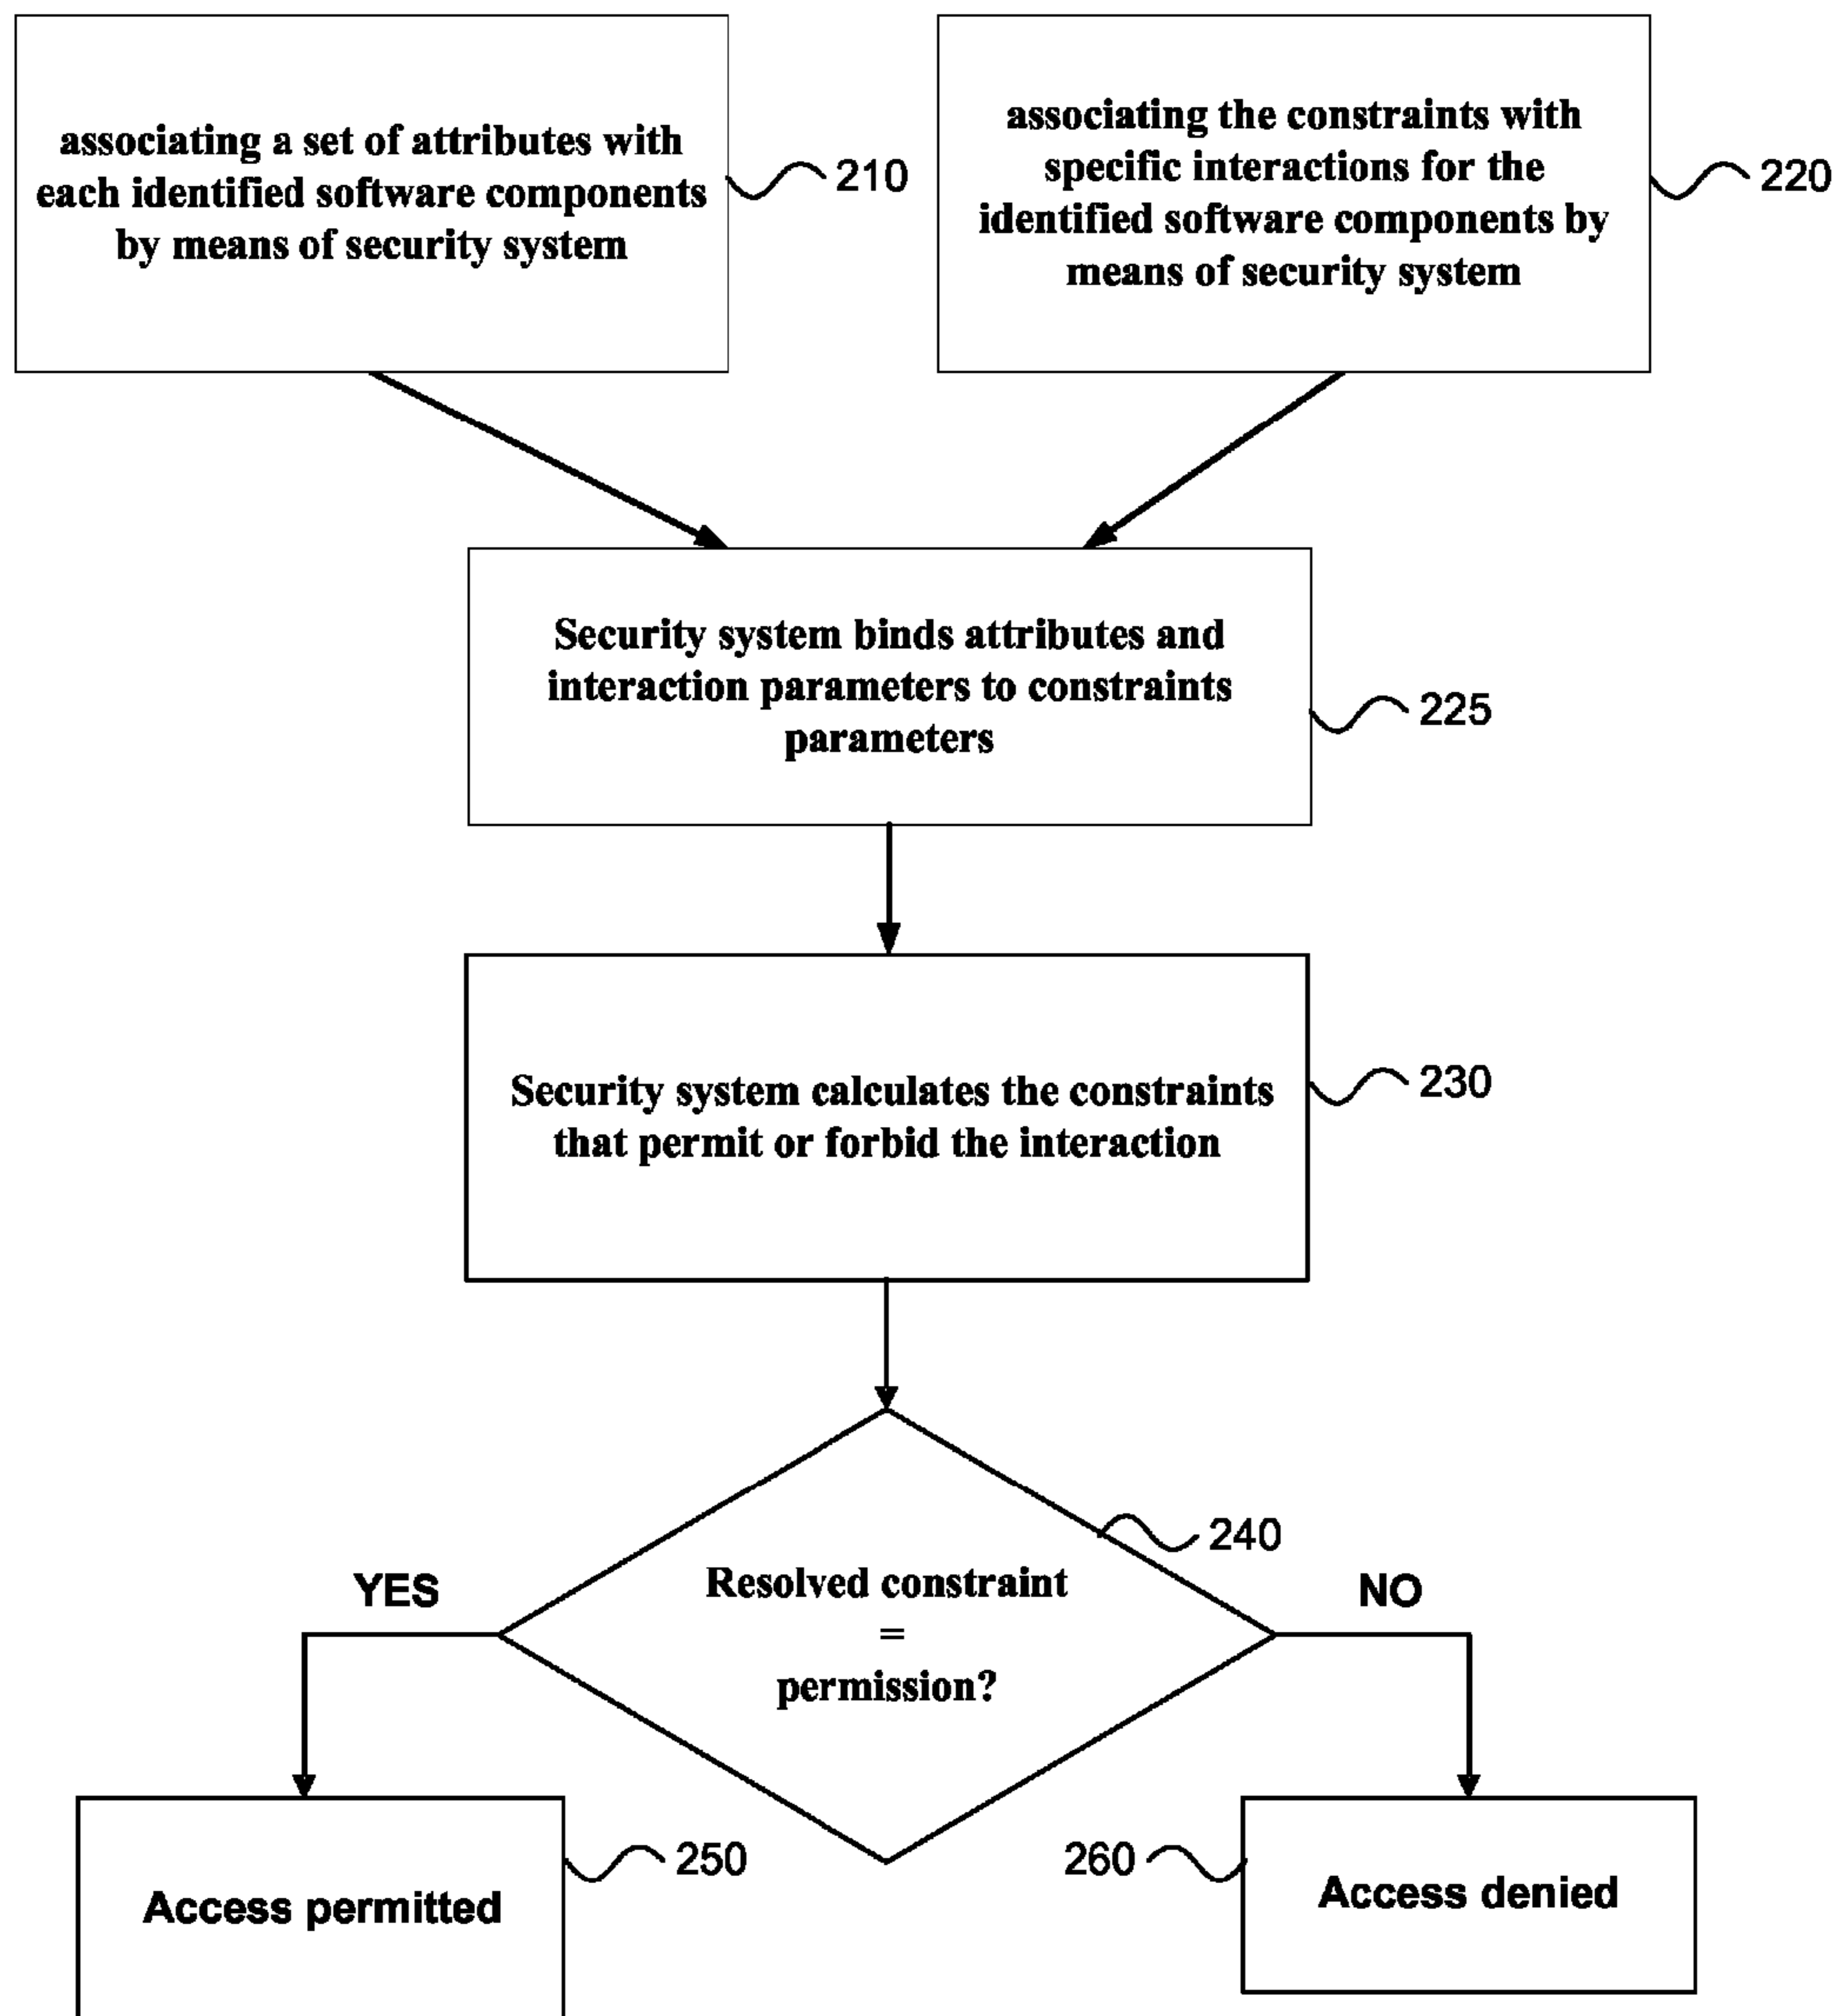 associating a set of attributes with
each identified software components
by means of security system
210
associating the constraints with
specific interactions for the
identified software components by
means of security system
220
Security system binds attributes and
interaction parameters to constraints
parameters
225
Security system calculates the constraints
that permit or forbid the interaction
230
240
Resolved constraint
=
permission?
YES
NO
250
Access permitted
260
Access denied